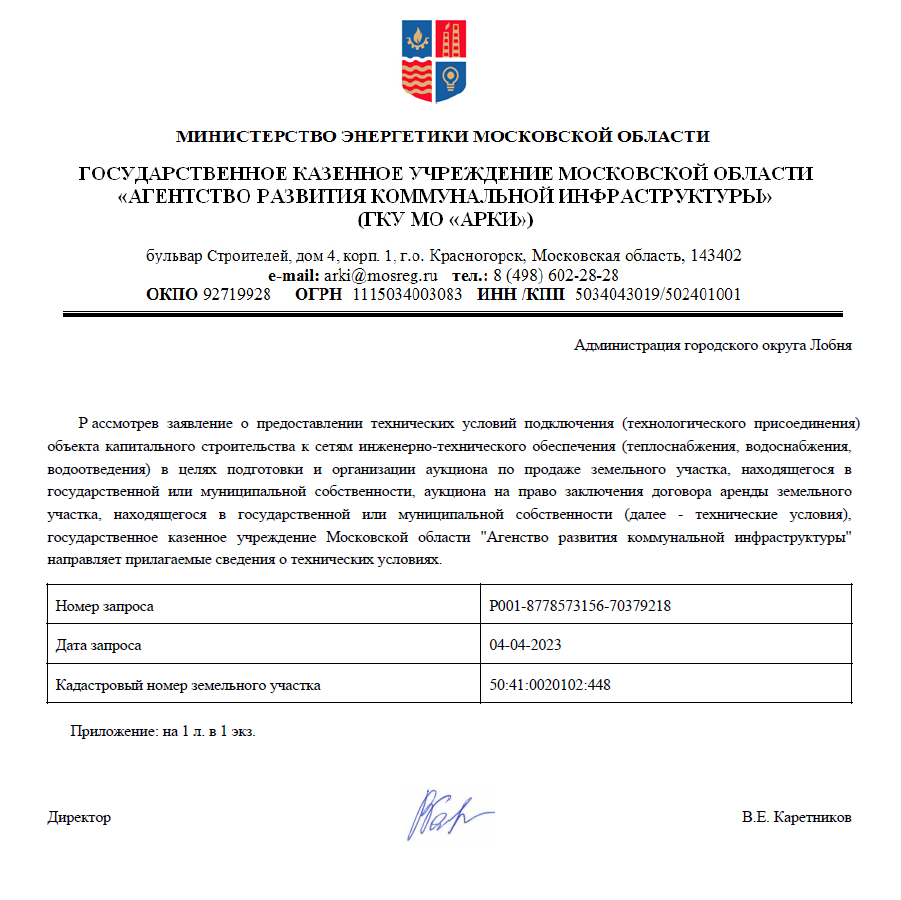 МИНИСТЕРСТВО ЭНЕРГЕТИКИ МОСКОВСКОЙ ОБЛАСТИ
ГОСУДАРСТВЕННОЕ КАЗЕННОЕ УЧРЕЖДЕНИЕ МОСКОВСКОЙ ОБЛАСТИ
«АГЕНТСТВО РАЗВИТИЯ КОММУНАЛЬНОЙ ИНФРАСТРУКТУРЫ»
(ГКУ МО «АРКИ»)
бульвар Строителей, дом 4, корп. 1, г.о. Красногорск, Московская область, 143402
e-mail: arki@mosreg.ru тел.: 8 (498) 602-28-28
ОКПО 92719928 ОГРН 1115034003083 ИНН /КПП 5034043019/502401001
Администрация городского округа Лобня
Р ассмотрев заявление о предоставлении технических условий подключения (технологического присоединения)
объекта капитального строительства к сетям инженерно-технического обеспечения (теплоснабжения, водоснабжения,
водоотведения) в целях подготовки и организации аукциона по продаже земельного участка, находящегося в
государственной или муниципальной собственности, аукциона на право заключения договора аренды земельного
участка, находящегося в государственной или муниципальной собственности (далее - технические условия),
государственное казенное учреждение Московской области "Агенство развития коммунальной инфраструктуры"
направляет прилагаемые сведения о технических условиях.
Номер запроса P001-8778573156-70379218
Дата запроса 04-04-2023
Кадастровый номер земельного участка 50:41:0020102:448
Приложение: на 1 л. в 1 экз.
Директор В.Е. Каретников